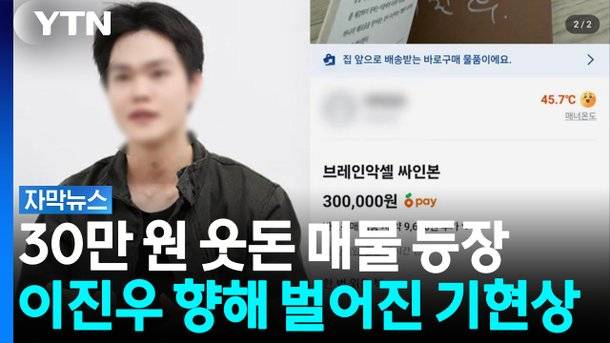 YTN
2/2
집 앞으로 배송받는 바로구매 물품이에요.
45.7℃
매너온도
브레인악셀 싸인본
300,000원 pay
자막뉴스
30만 원 웃돈 매물 등장
이진우 향해 벌어진 기현상